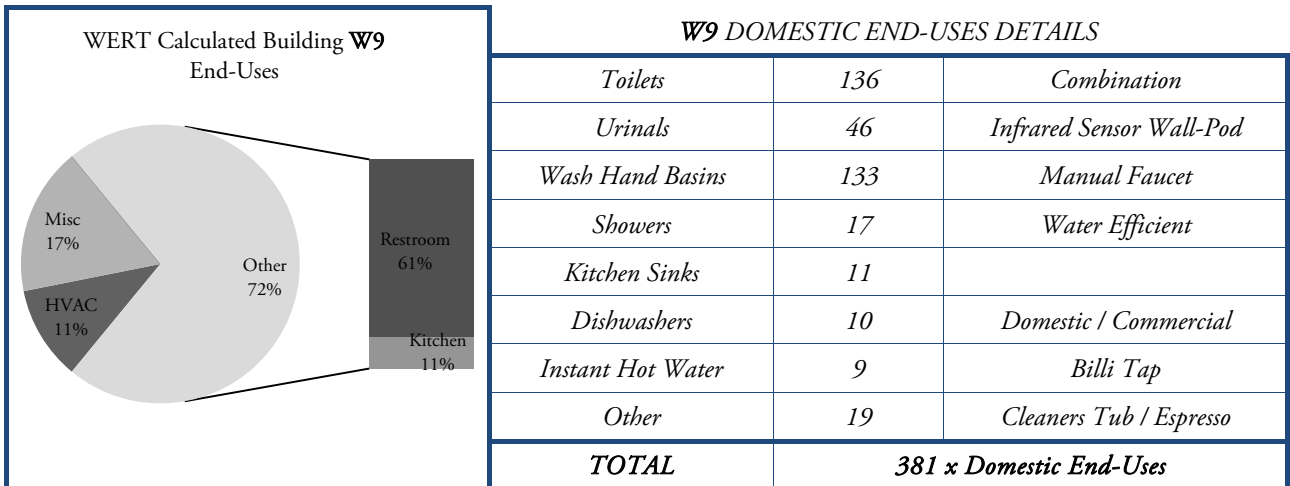 WERT Calculated Building W9
End-Uses
Misc
17%
HVAC
11%
Other
72%
Restroom
61%
Kitchen
11%
W9 DOMESTIC END-USES DETAILS
Toilets 136 Combination
Urinals 46 Infrared Sensor Wall-Pod
Wash Hand Basins 133 Manual Faucet
Showers 17 Water Efficient
Kitchen Sinks 11
Dishwashers 10 Domestic / Commercial
Instant Hot Water 9 Billi Tap
Other 19 Cleaners Tub / Espresso
TOTAL 381 x Domestic End-Uses